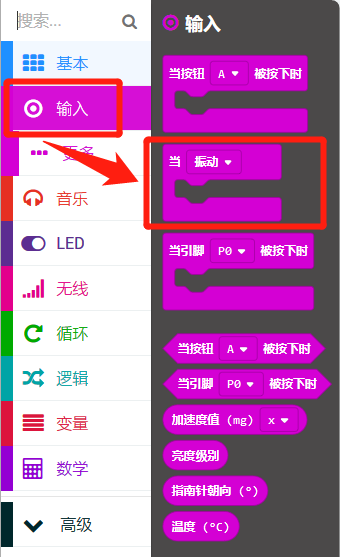 搜索...
基本
输入
更多
音乐
LED
无线
循环
逻辑
变量
数学
高级
输入
当按钮 A 被按下时
当 振动
当引脚 P0 被按下时
当按钮 A 被按下时
当引脚 P0 被按下时
加速度值 (mg) x
亮度级别
指南针朝向 (°)
温度 (°C)